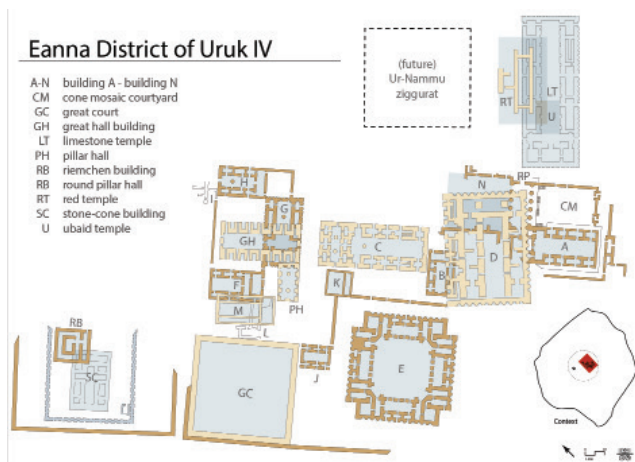 Eanna District of Uruk IV
A-N building A - building N
CM cone mosaic courtyard
GC great court
GH great hall building
LT limestone temple
PH pillar hall
RB riemchen building
RB round pillar hall
RT red temple
SC stone-cone building
U ubaid temple
(future)
Ur-Nammu
ziggurat
RT
LT
U
H
I
G
GH
N
RP
CM
C
A
D
B
F
K
M
PH
L
RB
SC
GC
J
E
Context